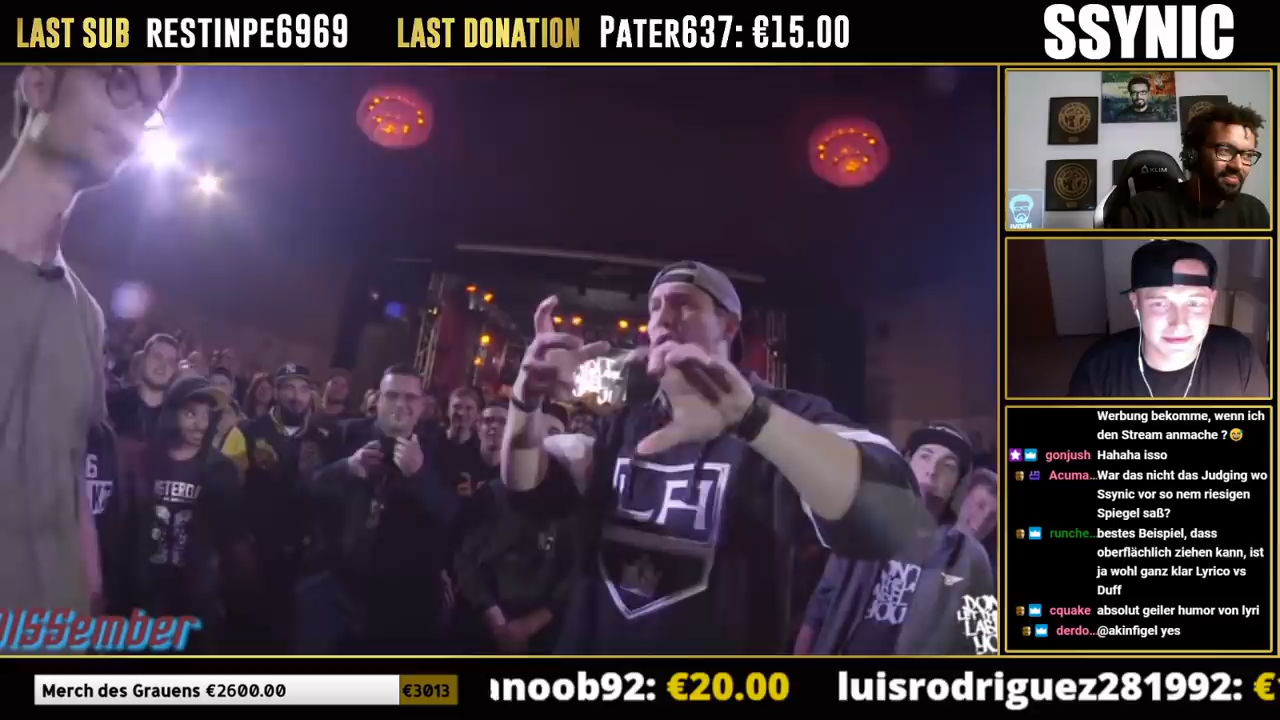 LAST SUB RESTINPE6969
LAST DONATION PATER637: €15.00
SSYNIC
KLIM
LA
DISSember
Werbung bekomme, wenn ich
den Stream anmache ?😅
gonjush Hahaha isso
Acuma... War das nicht das Judging wo
Ssynic vor so nem riesigen
Spiegel saß?
runche... bestes Beispiel, dass
oberflächlich ziehen kann, ist
ja wohl ganz klar Lyrico vs
Duff
cquake absolut geiler humor von lyri
derdo... @akinfigel yes
Merch des Grauens €2600.00
€3013
noob92: €20.00
luisrodriguez281992: €